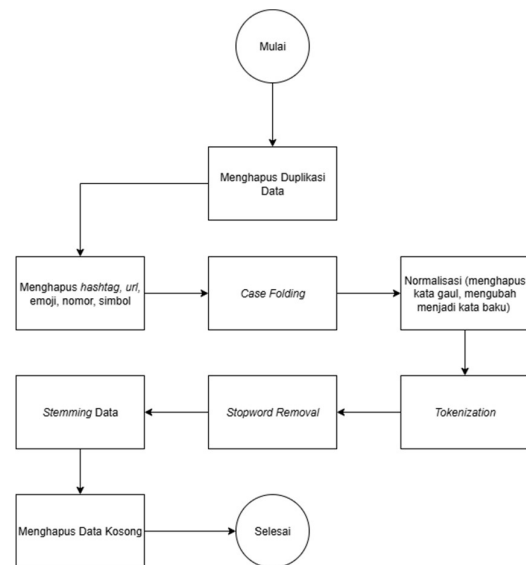 Mulai
Menghapus Duplikasi
Data
Menghapus hashtag, url,
emoji, nomor, simbol
Case Folding
Normalisasi (menghapus
kata gaul, mengubah
menjadi kata baku)
Tokenization
Stopword Removal
Stemming Data
Menghapus Data Kosong
Selesai